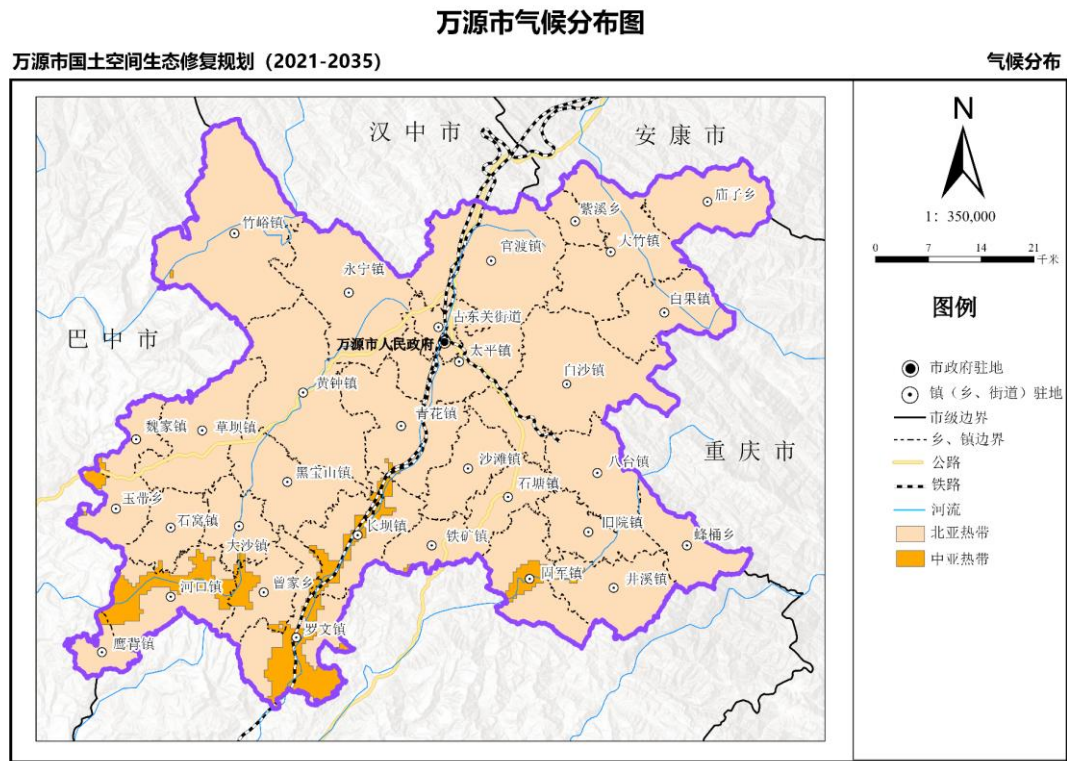 万源市气候分布图
万源市国土空间生态修复规划（2021-2035）
气候分布
汉中市
安康市
巴中市
重庆市
庙子乡
紫溪乡
竹峪镇
官渡镇
大竹镇
永宁镇
白果镇
古东关街道
万源市人民政府
太平镇
白沙镇
黄钟镇
青花镇
魏家镇
草坝镇
沙滩镇
八台镇
黑宝山镇
石塘镇
玉带乡
石窝镇
大沙镇
长坝镇
铁矿镇
旧院镇
蜂桶乡
固军镇
井溪镇
河口镇
曾家乡
罗文镇
鹰背镇
N
1：350,000
0 7 14 21
千米
图例
市政府驻地
镇（乡、街道）驻地
市级边界
乡、镇边界
公路
铁路
河流
北亚热带
中亚热带